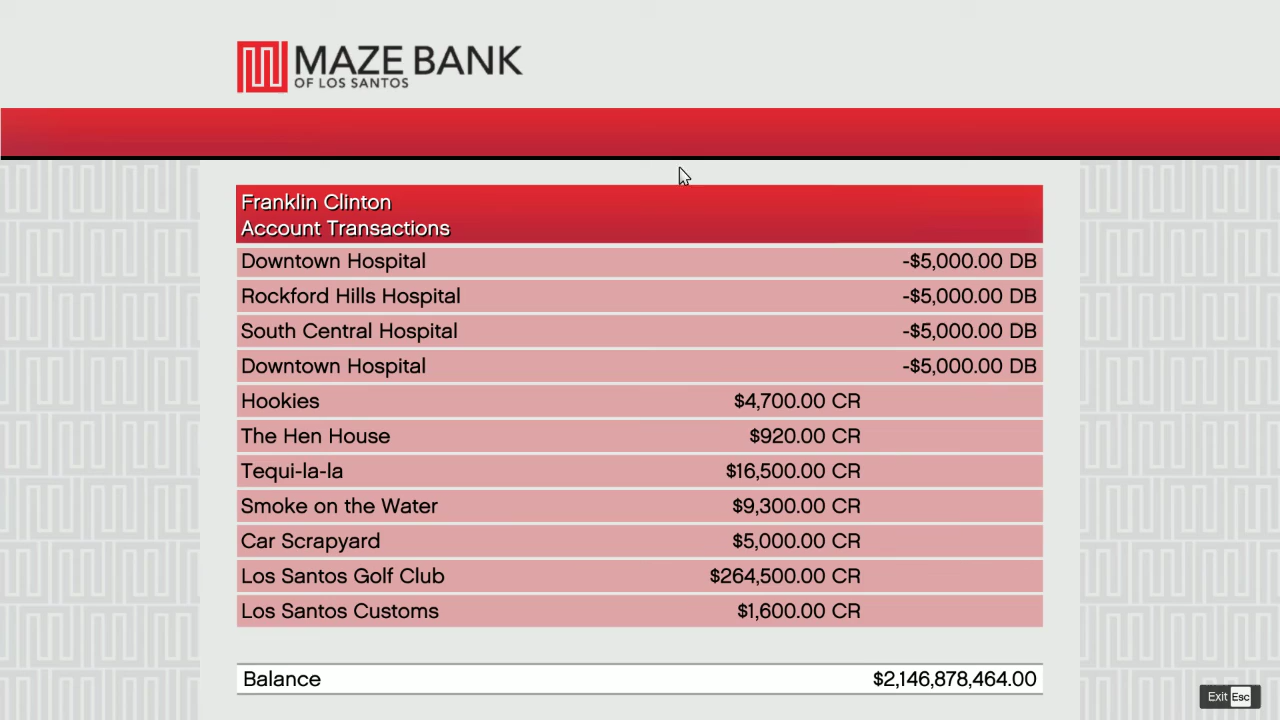 MAZE BANK
OF LOS SANTOS
Franklin Clinton
Account Transactions
Downtown Hospital -$5,000.00 DB
Rockford Hills Hospital -$5,000.00 DB
South Central Hospital -$5,000.00 DB
Downtown Hospital -$5,000.00 DB
Hookies $4,700.00 CR
The Hen House $920.00 CR
Tequi-la-la $16,500.00 CR
Smoke on the Water $9,300.00 CR
Car Scrapyard $5,000.00 CR
Los Santos Golf Club $264,500.00 CR
Los Santos Customs $1,600.00 CR
Balance $2,146,878,464.00
Exit Esc